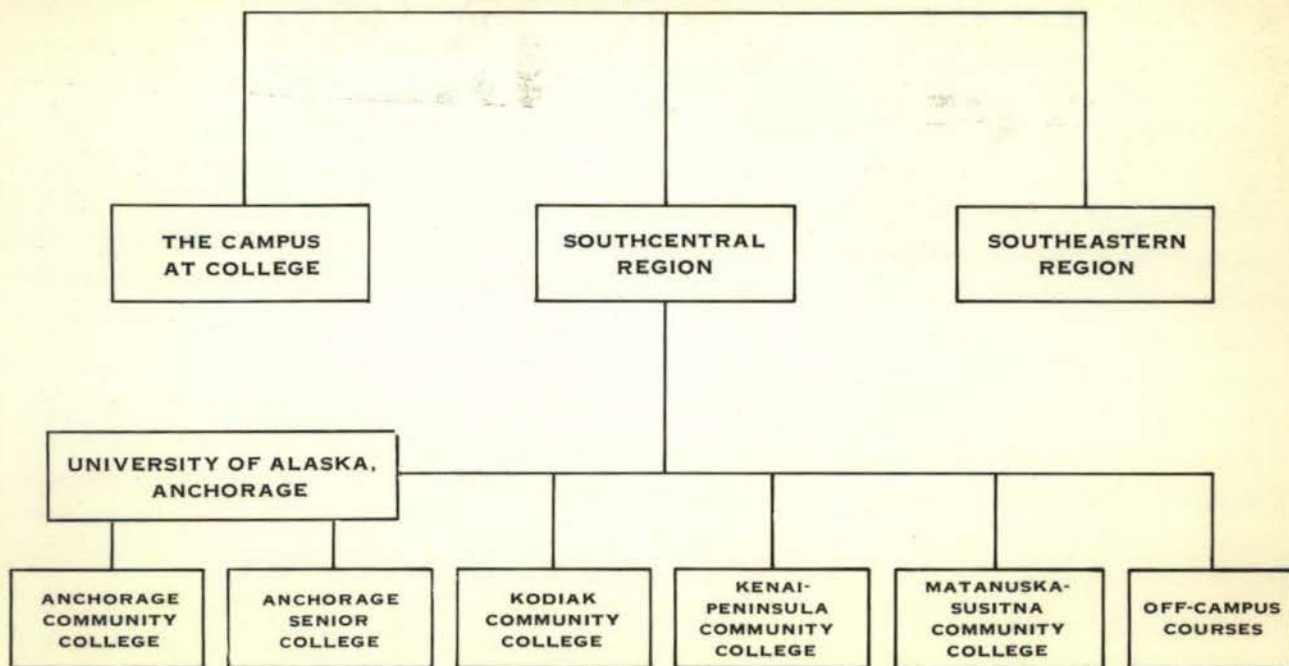 THE CAMPUS
AT COLLEGE
SOUTHCENTRAL
REGION
SOUTHEASTERN
REGION
UNIVERSITY OF ALASKA,
ANCHORAGE
ANCHORAGE
COMMUNITY
COLLEGE
ANCHORAGE
SENIOR
COLLEGE
KODIAK
COMMUNITY
COLLEGE
KENAI-
PENINSULA
COMMUNITY
COLLEGE
MATANUSKA-
SUSITNA
COMMUNITY
COLLEGE
OFF-CAMPUS
COURSES